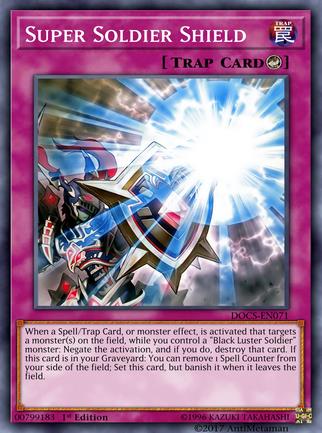 SUPER SOLDIER SHIELD
TRAP
罠
[TRAP CARD]
DOCS-EN071
When a Spell/Trap Card, or monster effect, is activated that targets
a monster(s) on the field, while you control a "Black Luster Soldier"
monster: Negate the activation, and if you do, destroy that card. If
this card is in your Graveyard: You can remove 1 Spell Counter from
your side of the field; Set this card, but banish it when it leaves the
field.
00799183 1st Edition ©1996 KAZUKI TAKAHASHI
©2017 AntiMetaman